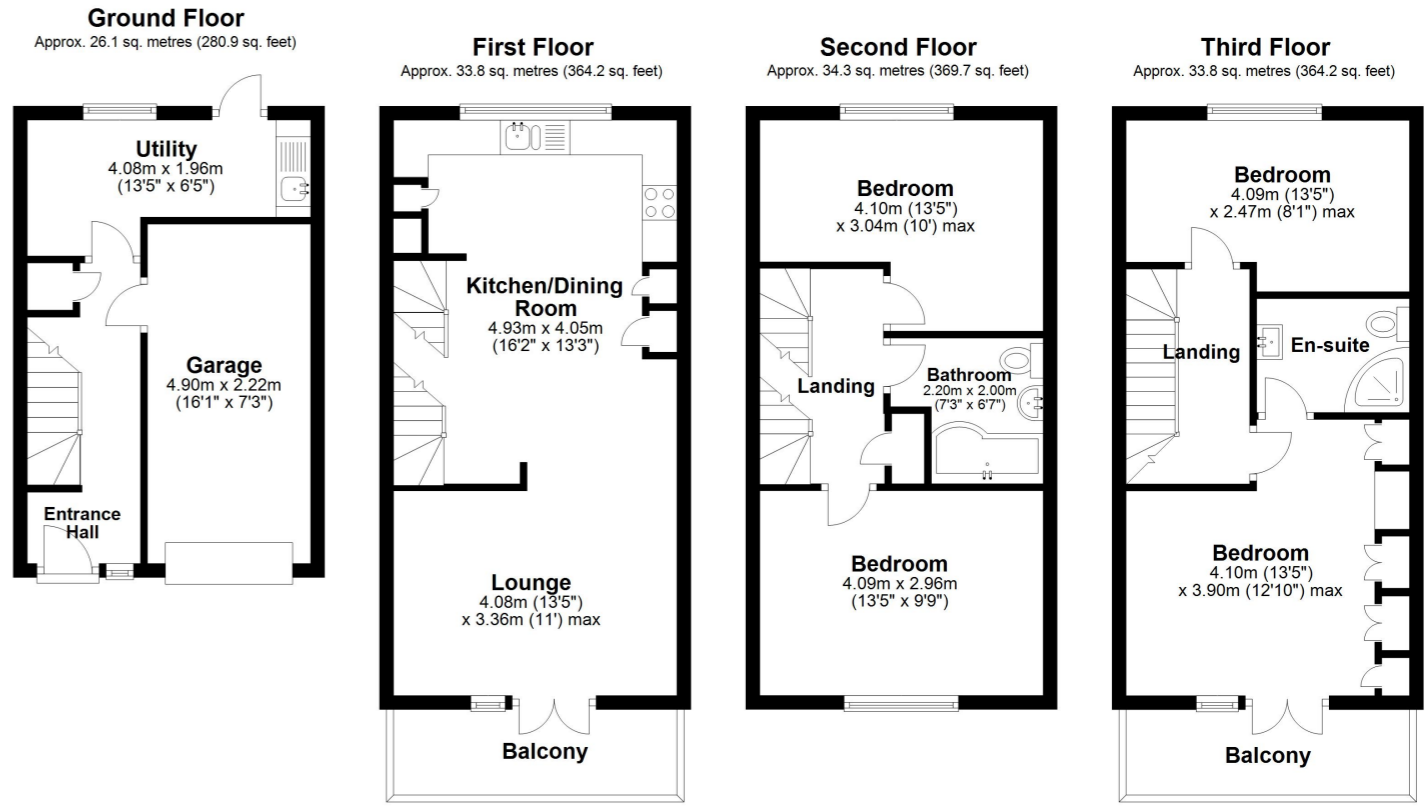 Ground Floor
Approx. 26.1 sq. metres (280.9 sq. feet)
Utility
4.08m x 1.96m
(13'5" x 6'5")
Garage
4.90m x 2.22m
(16'1" x 7'3")
Entrance
Hall
First Floor
Approx. 33.8 sq. metres (364.2 sq. feet)
Kitchen/Dining
Room
4.93m x 4.05m
(16'2" x 13'3")
Lounge
4.08m (13'5")
x 3.36m (11') max
Balcony
Second Floor
Approx. 34.3 sq. metres (369.7 sq. feet)
Bedroom
4.10m (13'5")
x 3.04m (10') max
Landing
Bathroom
2.20m x 2.00m
(7'3" x 6'7")
Bedroom
4.09m x 2.96m
(13'5" x 9'9")
Third Floor
Approx. 33.8 sq. metres (364.2 sq. feet)
Bedroom
4.09m (13'5")
x 2.47m (8'1") max
Landing
En-suite
Bedroom
4.10m (13'5")
x 3.90m (12'10") max
Balcony